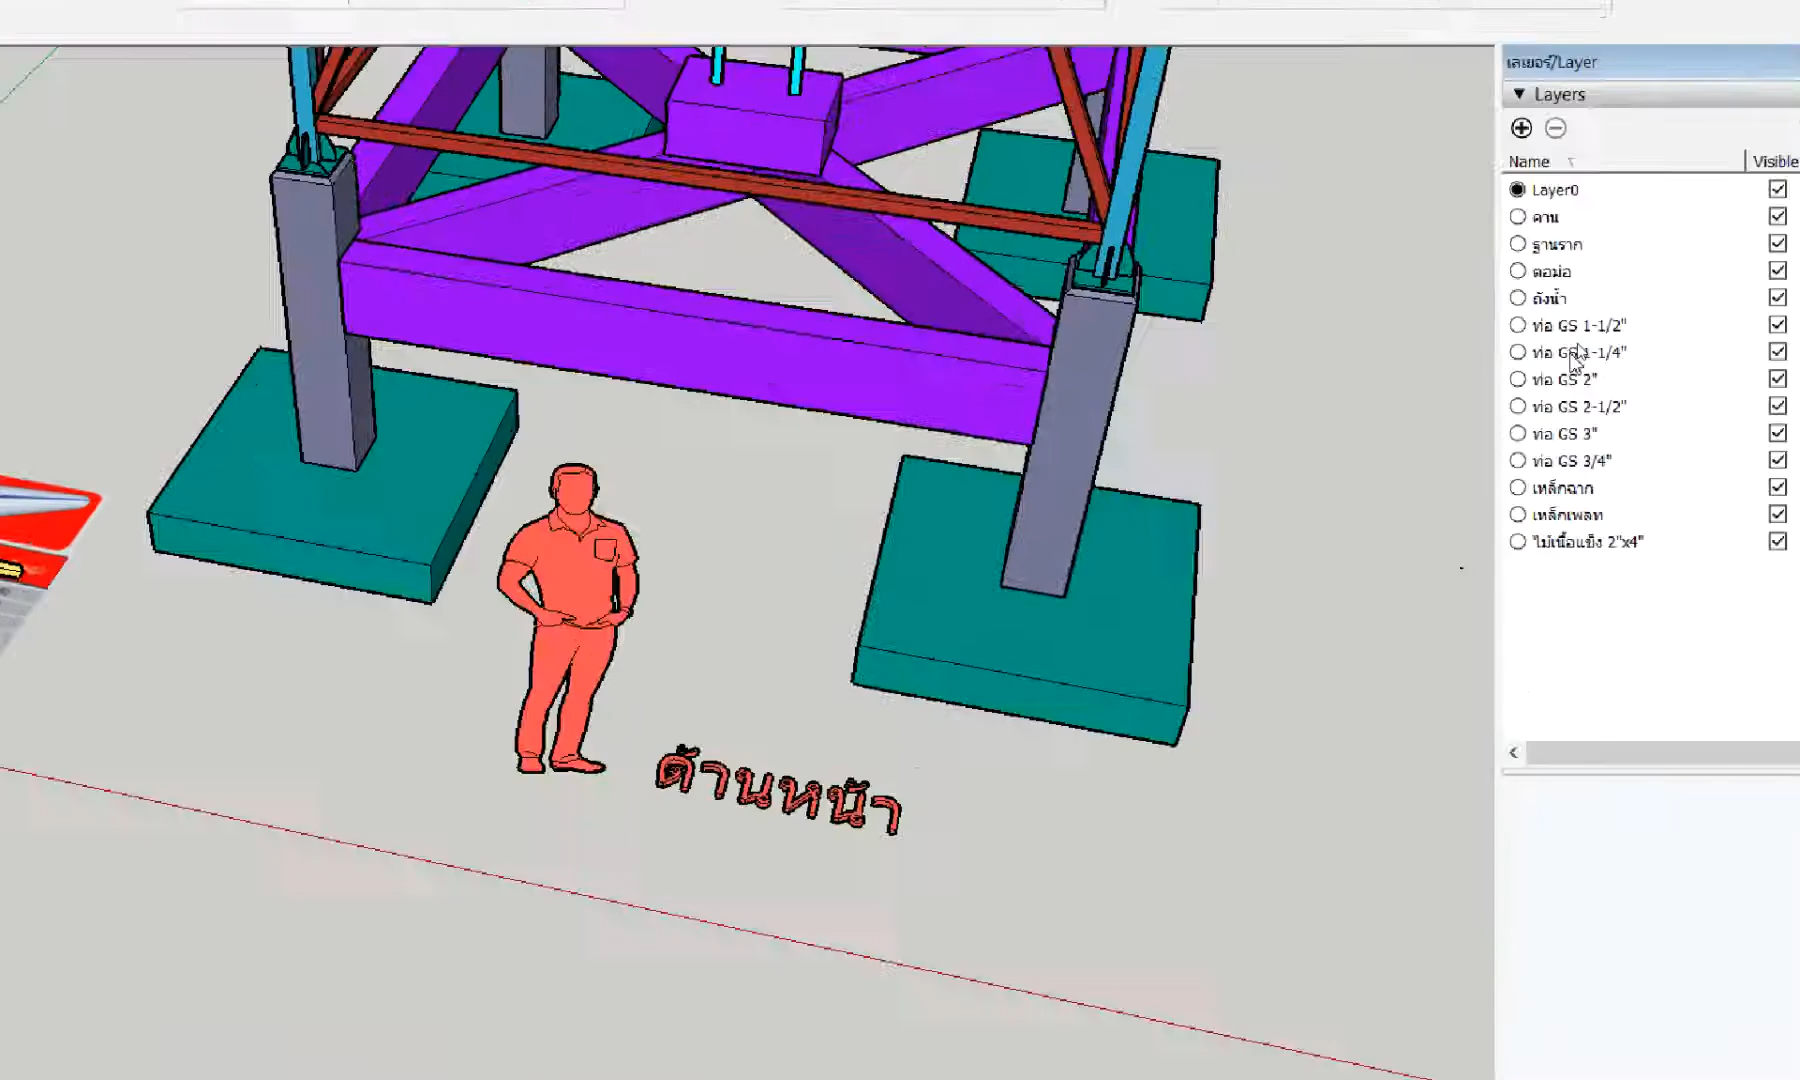 เลเยอร์/Layer
Layers
Name
Visible
Layer0
คาน
ฐานราก
ตอม่อ
ถังน้ำ
ท่อ GS 1-1/2"
ท่อ GS 1-1/4"
ท่อ GS 2"
ท่อ GS 2-1/2"
ท่อ GS 3"
ท่อ GS 3/4"
เหล็กฉาก
เหล็กเพลท
ไม้เนื้อแข็ง 2"x4"
ด้านหน้า